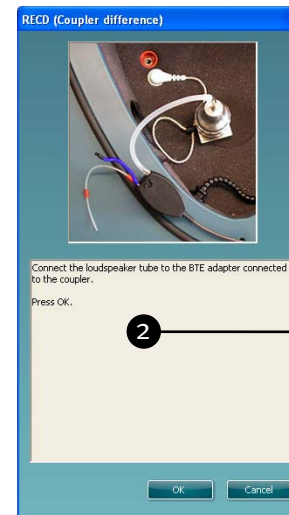 RECD (Coupler difference)
Connect the loudspeaker tube to the BTE adapter connected
to the coupler.
Press OK.
2
OK
Cancel